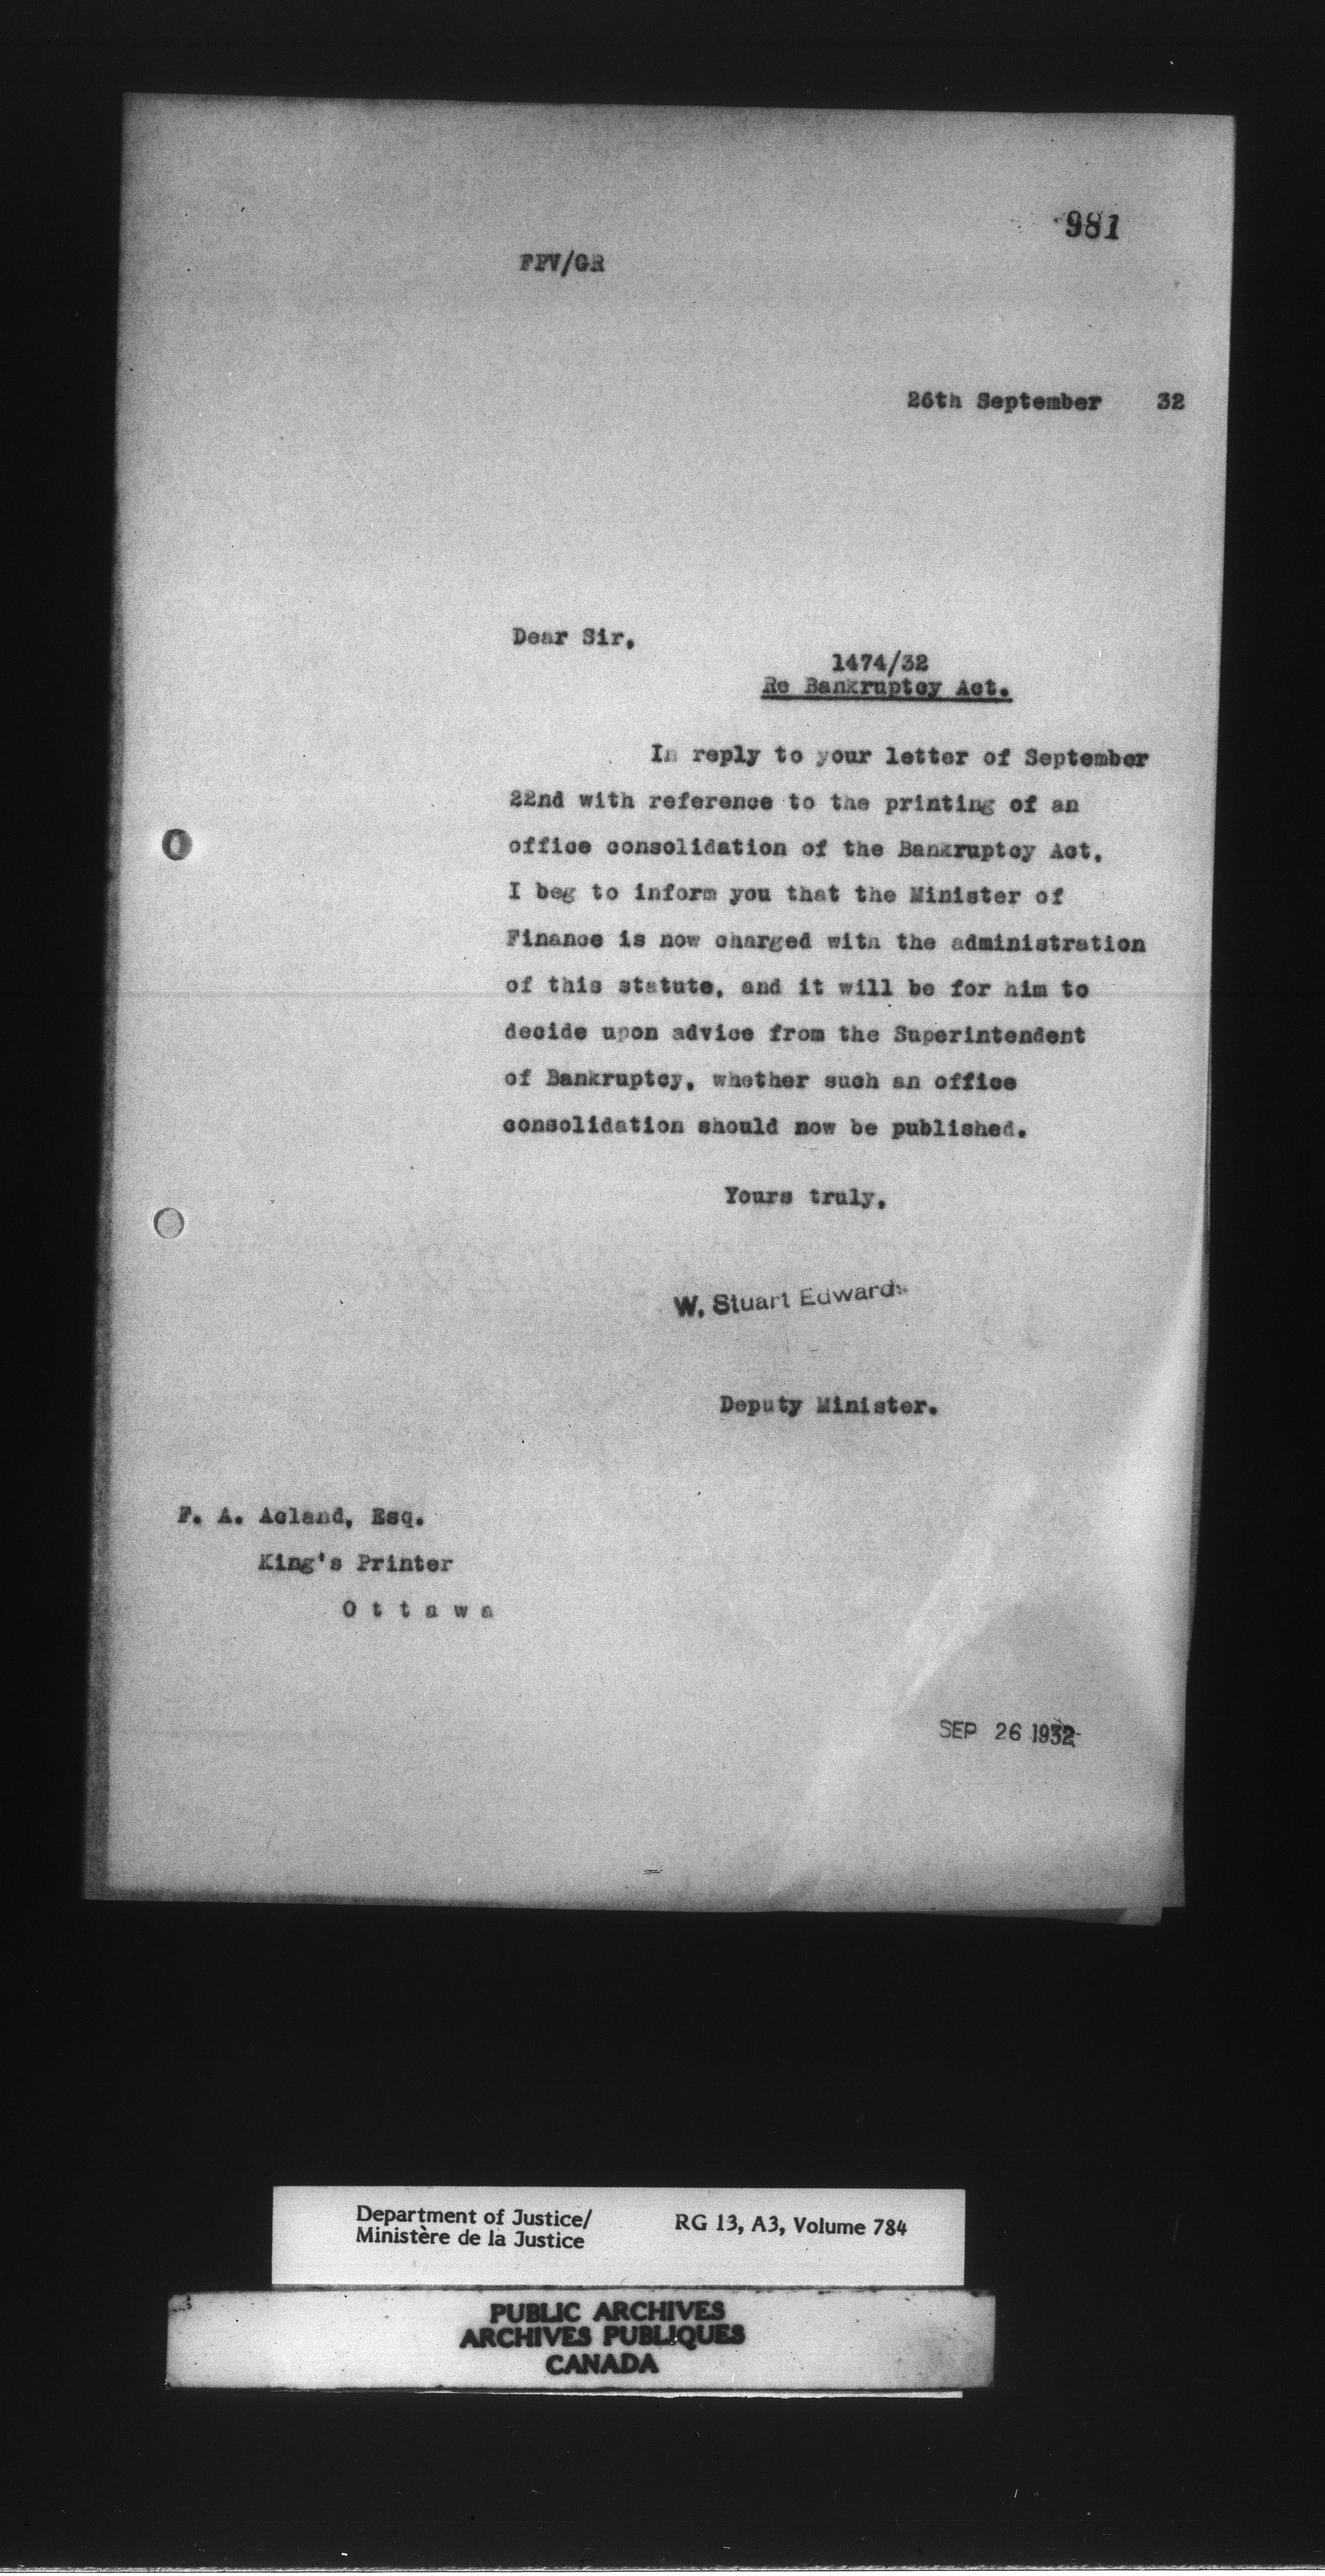 981
FPV/GR
26th September 32
Dear Sir,
1474/32
Re Bankruptcy Act.
In reply to your letter of September
22nd with reference to the printing of an
office consolidation of the Bankruptcy Act,
I beg to inform you that the Minister of
Finance is now charged with the administration
of this statute, and it will be for him to
decide upon advice from the Superintendent
of Bankruptcy, whether such an office
consolidation should now be published.
Yours truly,
W. Stuart Edwards
Deputy Minister.
F. A. Acland, Esq.
King's Printer
O t t a w a
SEP 26 1932
Department of Justice/
Ministère de la Justice
RG 13, A3, Volume 784
PUBLIC ARCHIVES
ARCHIVES PUBLIQUES
CANADA